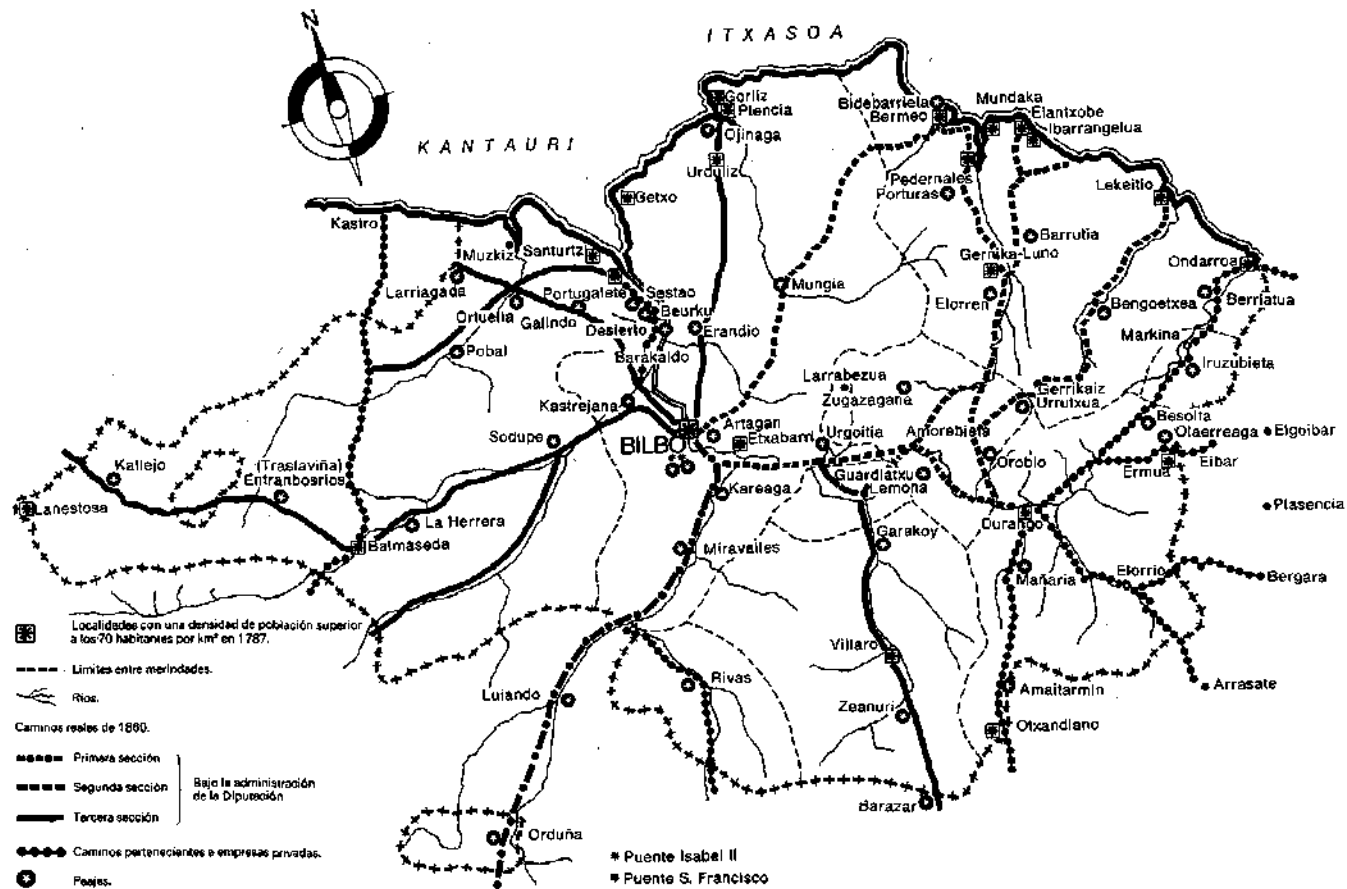 N
ITXASOA
KANTAURI
Gorliz
Plencia
Ojinaga
Urduliz
Getxo
Bidebarrieta
Bermeo
Mundaka
Elantxobe
Ibarrangelua
Pedernales
Porturas
Lekeitio
Kastro
Muzkiz
Santurtz
Larriagada
Portugalete
Sestao
Ortuella
Galindo
Beurku
Desierto
Erandio
Mungia
Barrutia
Gernika-Luno
Elorren
Ondarroa
Bengoetxea
Berriatua
Markina
Iruzubieta
Pobal
Barakaldo
Kastrejana
Larrabezua
Zugazagana
Gerrikaiz
Urrutxua
Besoita
Olaerreaga
Elgoibar
Sodupe
BILBO
Artagan
Etxabarri
Urgoitia
Amorebieta
Orobio
Ermua
Eibar
Kallejo
(Traslaviña)
Entranbosrios
Kareaga
Guardiatxu
Lemona
Plasencia
Lanestosa
La Herrera
Balmaseda
Miravalles
Garakoy
Durango
Mañaria
Elorrio
Bergara
Villaro
Lujando
Rivas
Zeanuri
Amaitarmin
Arrasate
Otxandiano
Barazar
Orduña
Localidades con una densidad de población superior
a los 70 habitantes por km² en 1787.
Limites entre merindades.
Rios.
Caminos reales de 1860.
Primera sección
Segunda sección
Tercera sección
Bajo la administración
de la Diputación
Caminos pertenecientes a empresas privadas.
Peajes.
Puente Isabel II
Puente S. Francisco